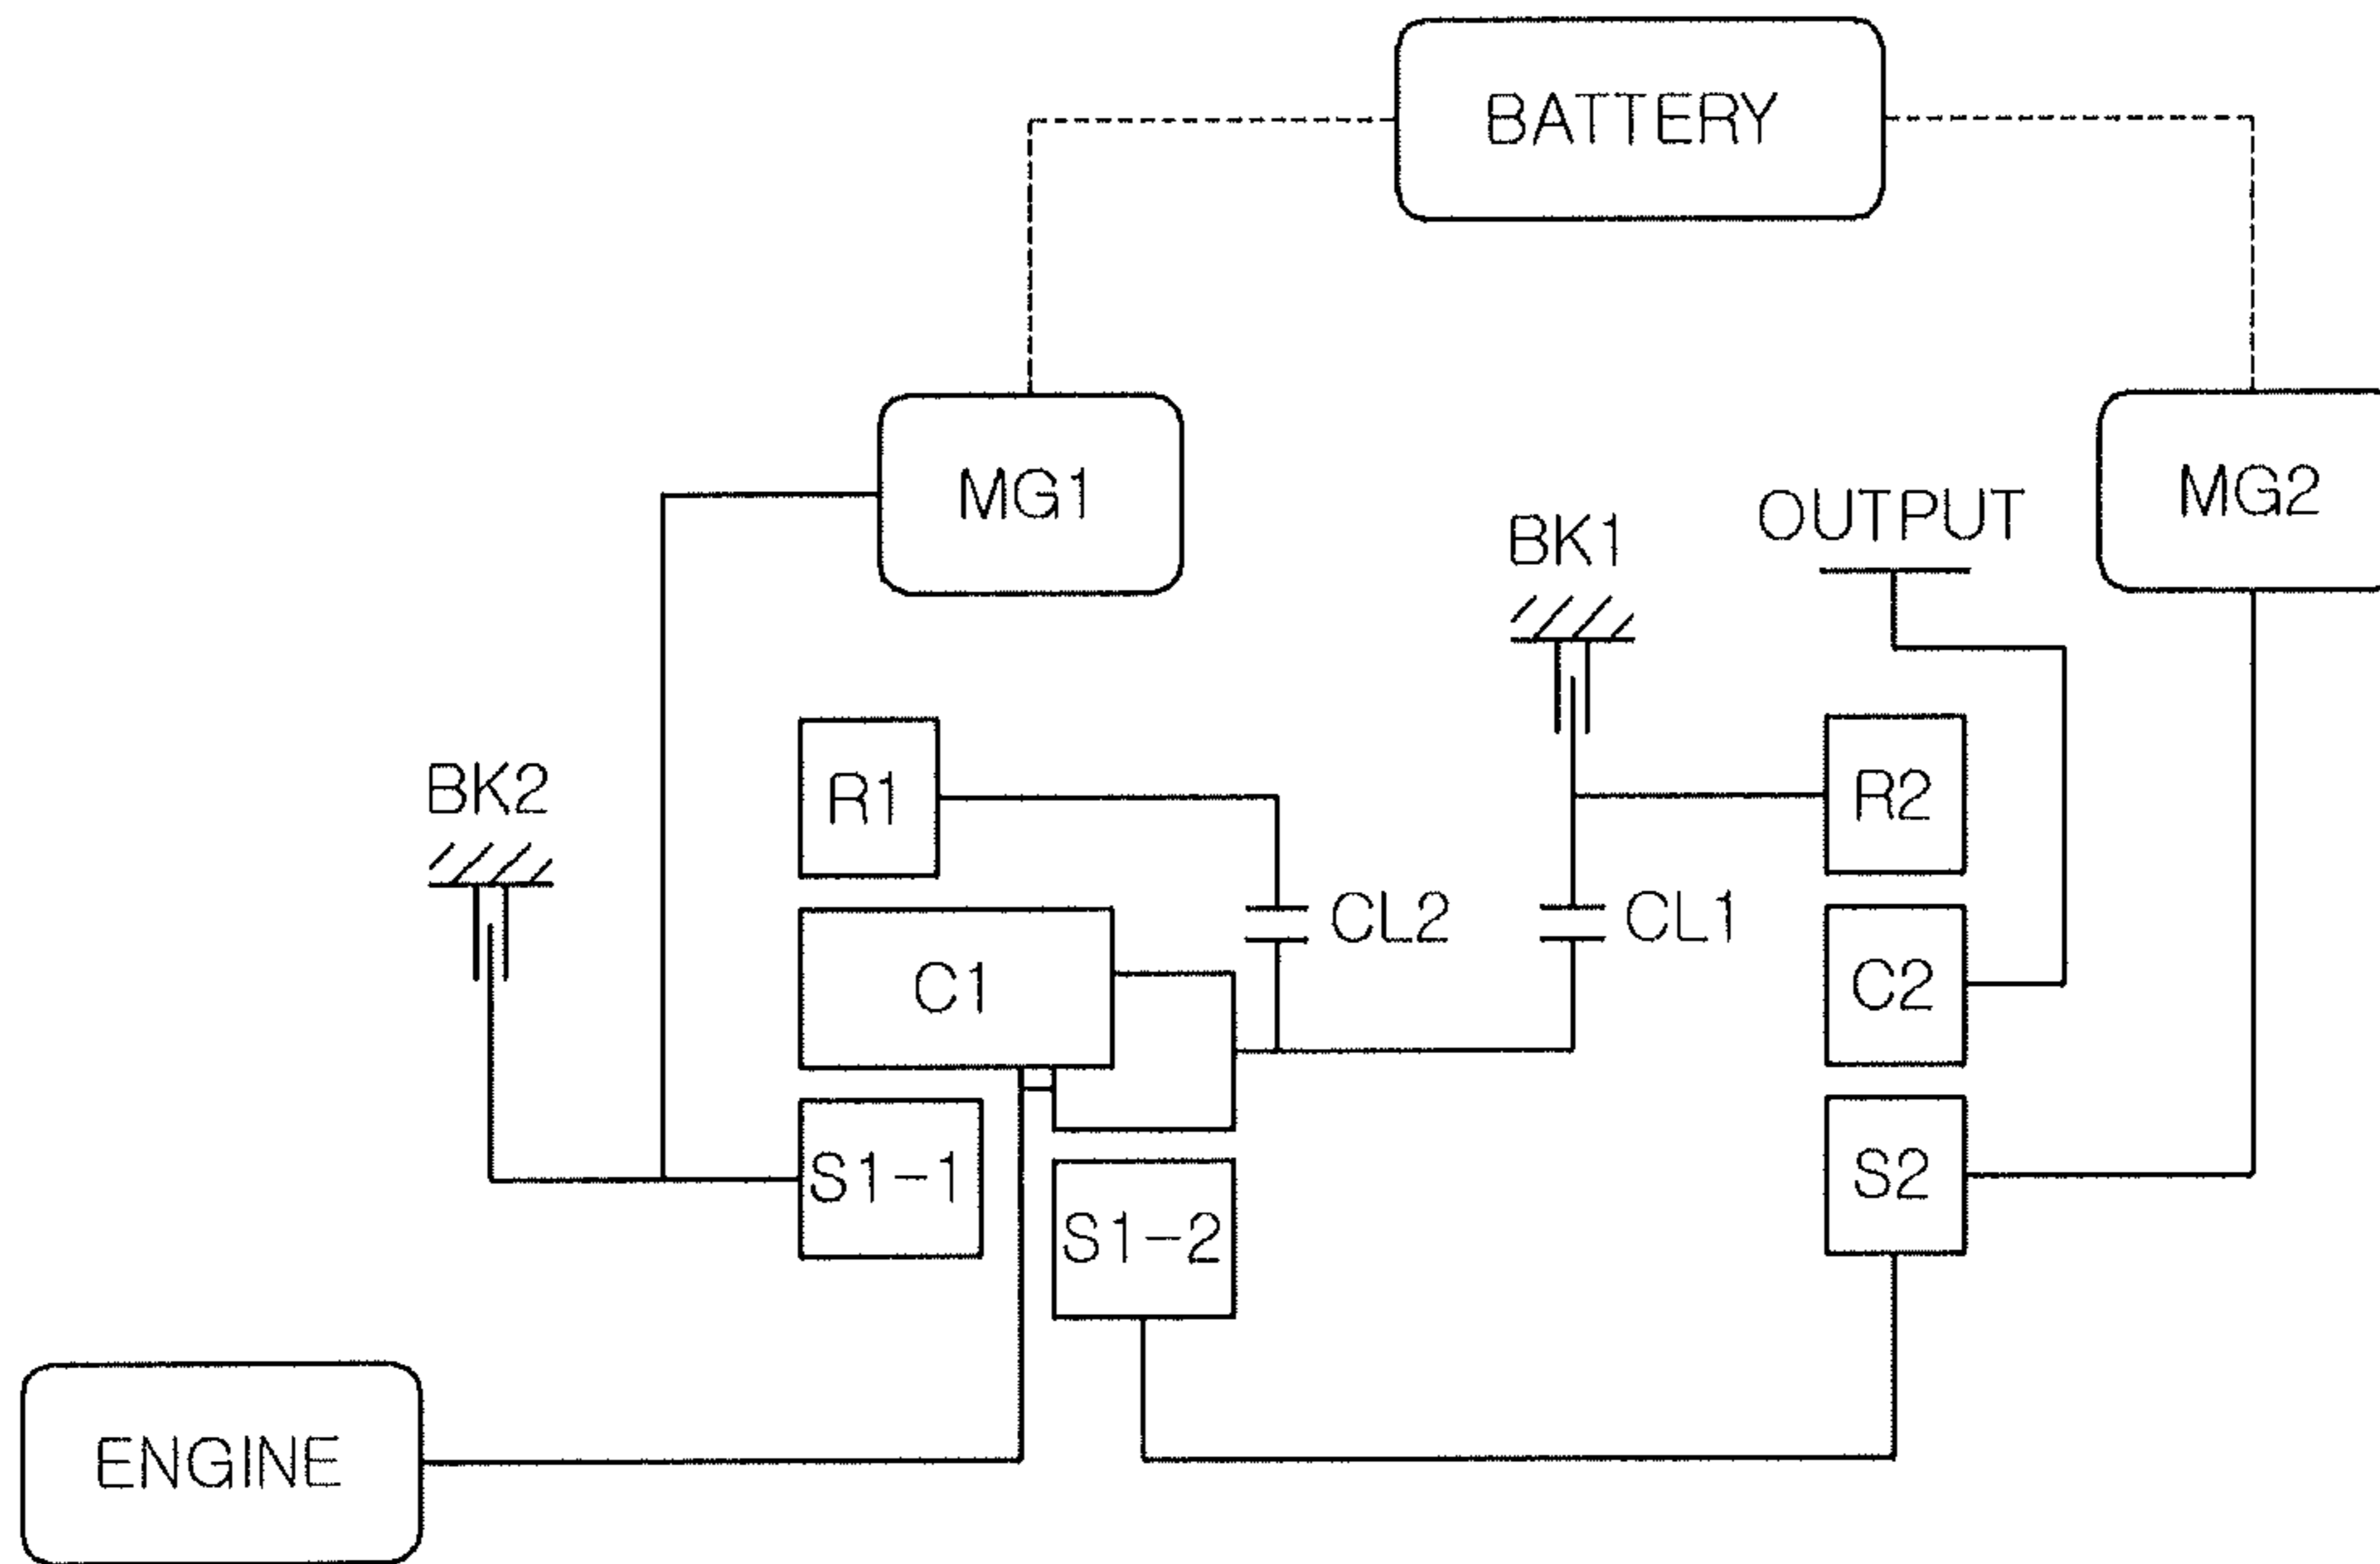 BATTERY
MG1
MG2
OUTPUT
BK1
BK2
R1
R2
CL2
CL1
C1
C2
S1-1
S2
S1-2
ENGINE